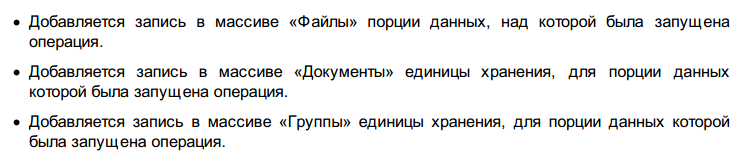 • Добавляется запись в массиве «Файлы» порции данных, над которой была запущена
операция.
• Добавляется запись в массиве «Документы» единицы хранения, для порции данных
которой была запущена операция.
• Добавляется запись в массиве «Группы» единицы хранения, для порции данных которой
была запущена операция.